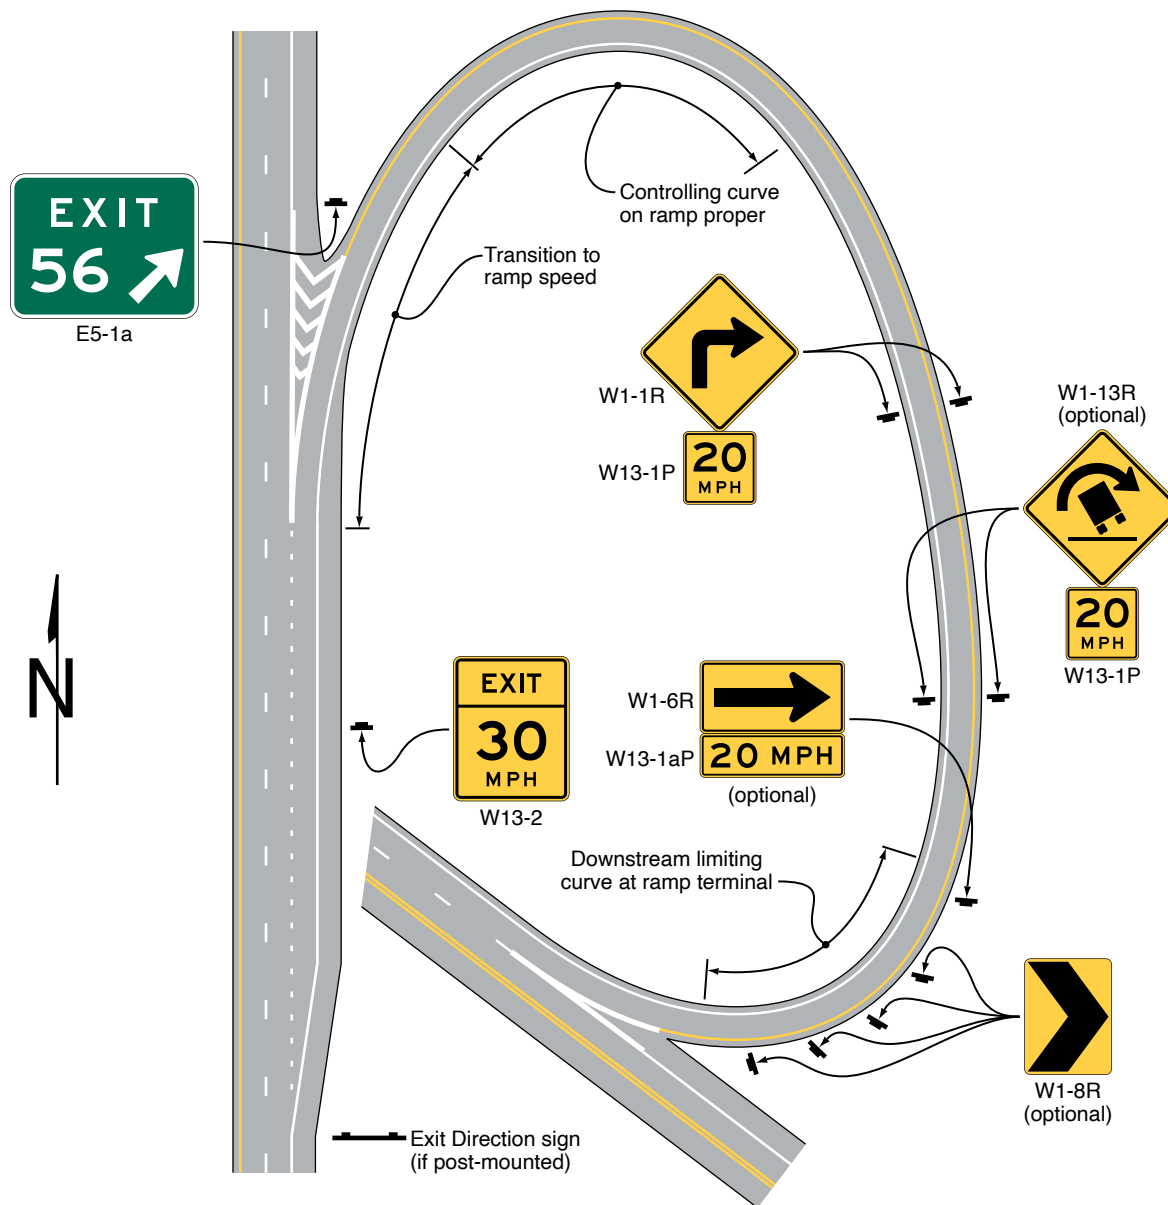 Controlling curve
on ramp proper
EXIT
56
E5-1a
Transition to
ramp speed
W1-1R
W13-1P
20
MPH
W1-13R
(optional)
20
MPH
W13-1P
N
EXIT
30
MPH
W13-2
W1-6R
W13-1aP
20 MPH
(optional)
Downstream limiting
curve at ramp terminal
W1-8R
(optional)
Exit Direction sign
(if post-mounted)